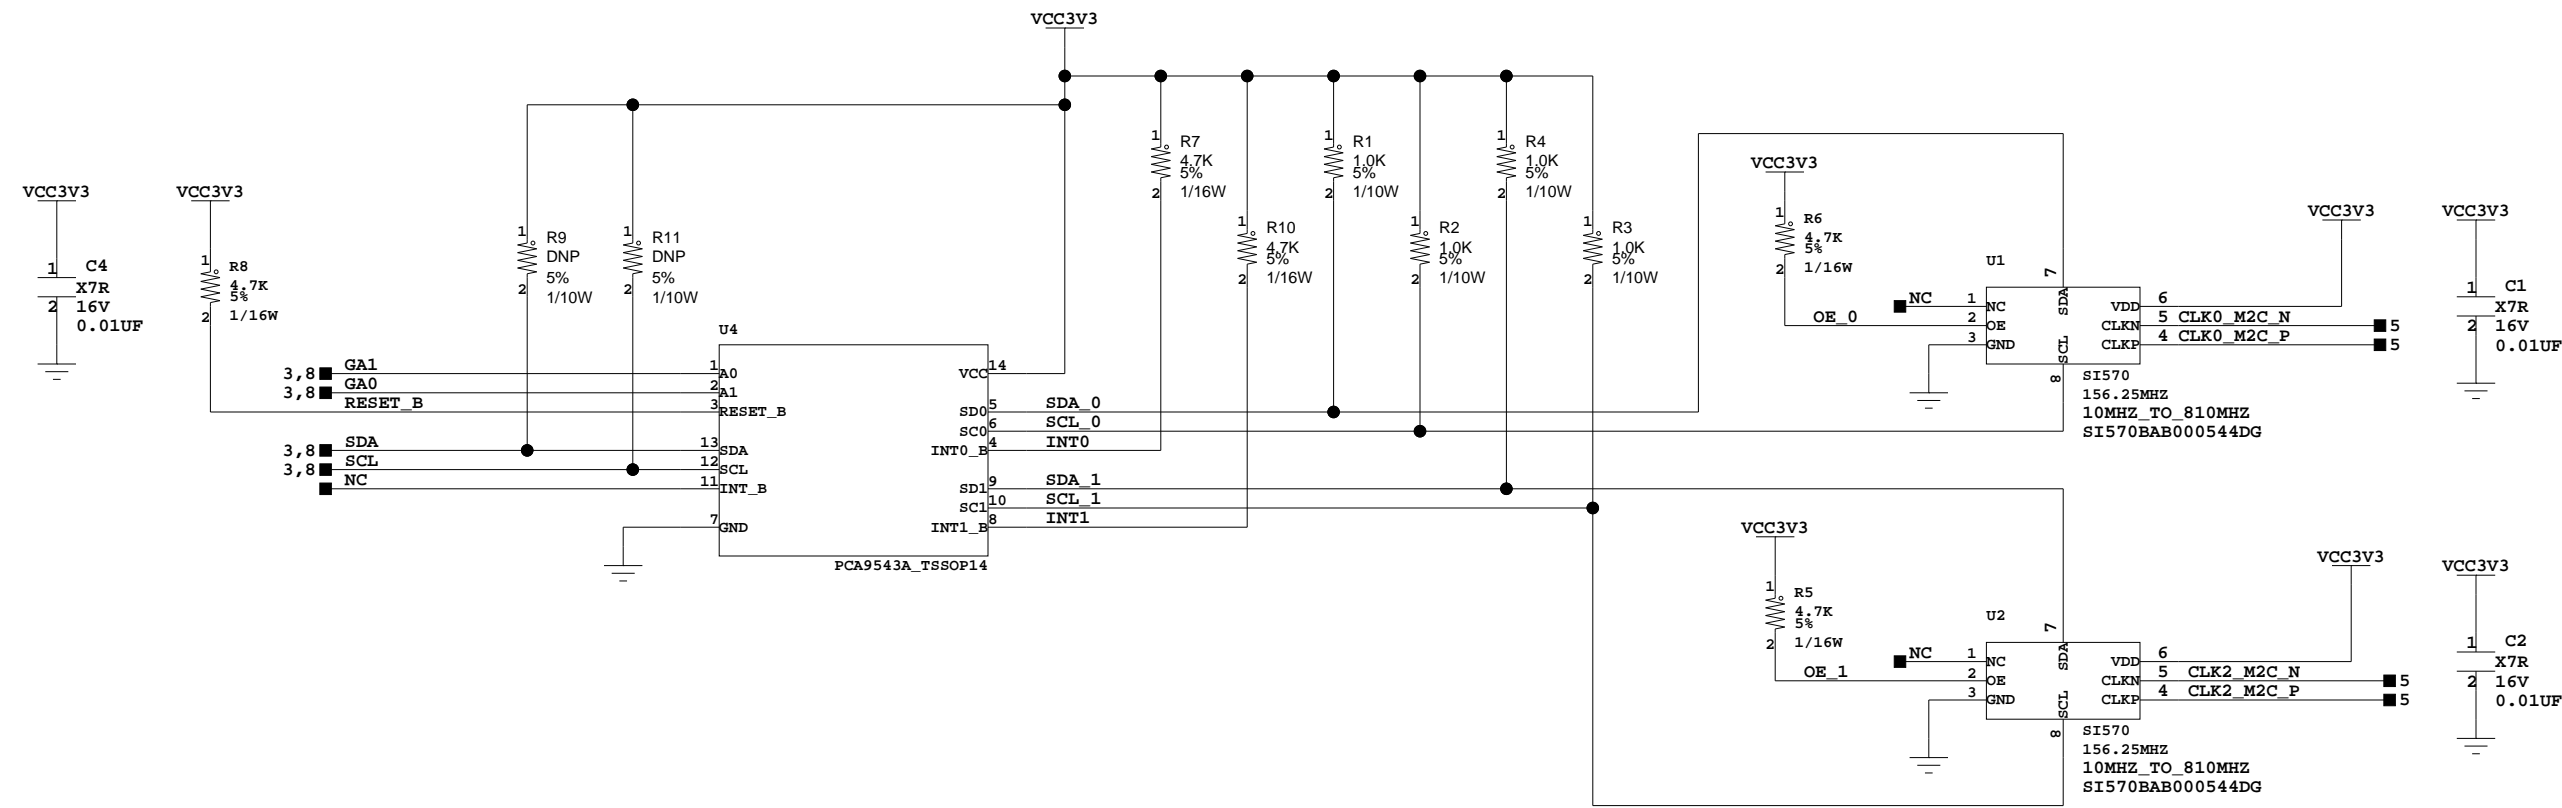 VCC3V3
VCC3V3
1
C4
X7R
2
16V
0.01UF
VCC3V3
1
R8
4.7K
5%
2
1/16W
1
R9
DNP
5%
2
1/10W
1
R11
DNP
5%
2
1/10W
1
R7
4.7K
5%
2
1/16W
1
R10
4.7K
5%
2
1/16W
1
R1
1.0K
5%
2
1/10W
1
R2
1.0K
5%
2
1/10W
1
R4
1.0K
5%
2
1/10W
1
R3
1.0K
5%
2
1/10W
U4
3,8 GA1 1 A0
3,8 GA0 2 A1
RESET_B 3 RESET_B
3,8 SDA 13 SDA
3,8 SCL 12 SCL
NC 11 INT_B
7 GND
VCC 14
SD0 5 SDA_0
SC0 6 SCL_0
INT0_B 4 INT0
SD1 9 SDA_1
SC1 10 SCL_1
INT1_B 8 INT1
PCA9543A_TSSOP14
VCC3V3
1
R6
4.7K
5%
2
1/16W
OE_0
U1
7
SDA
NC 1 NC
2 OE
3 GND
VCC3V3
VDD 6
CLKN 5 CLK0_M2C_N 5
CLKP 4 CLK0_M2C_P 5
SCL
8
SI570
156.25MHZ
10MHZ_TO_810MHZ
SI570BAB000544DG
VCC3V3
1
C1
X7R
2
16V
0.01UF
VCC3V3
1
R5
4.7K
5%
2
1/16W
OE_1
U2
7
SDA
NC 1 NC
2 OE
3 GND
VCC3V3
VDD 6
CLKN 5 CLK2_M2C_N 5
CLKP 4 CLK2_M2C_P 5
SCL
8
SI570
156.25MHZ
10MHZ_TO_810MHZ
SI570BAB000544DG
VCC3V3
1
C2
X7R
2
16V
0.01UF